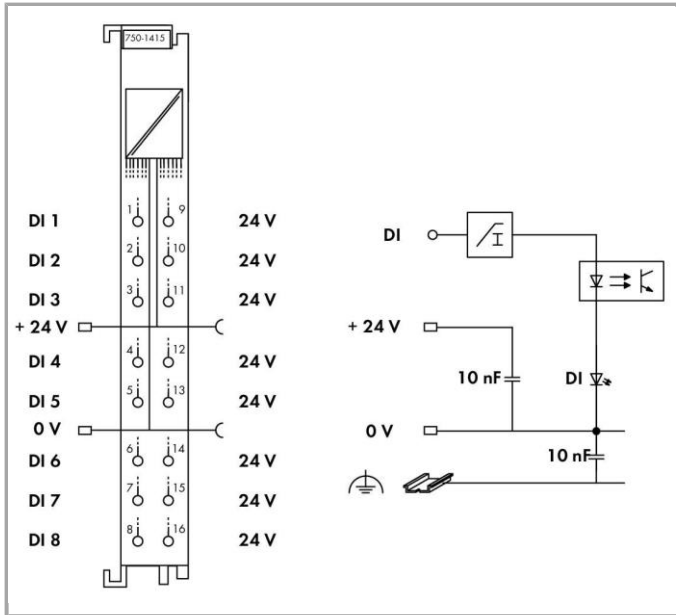 750-1415
1 9
DI 1 24 V
2 10
DI 2 24 V
3 11
DI 3 24 V
+ 24 V
4 12
DI 4 24 V
5 13
DI 5 24 V
0 V
6 14
DI 6 24 V
7 15
DI 7 24 V
8 16
DI 8 24 V
DI
I
+ 24 V
10 nF
DI
0 V
10 nF